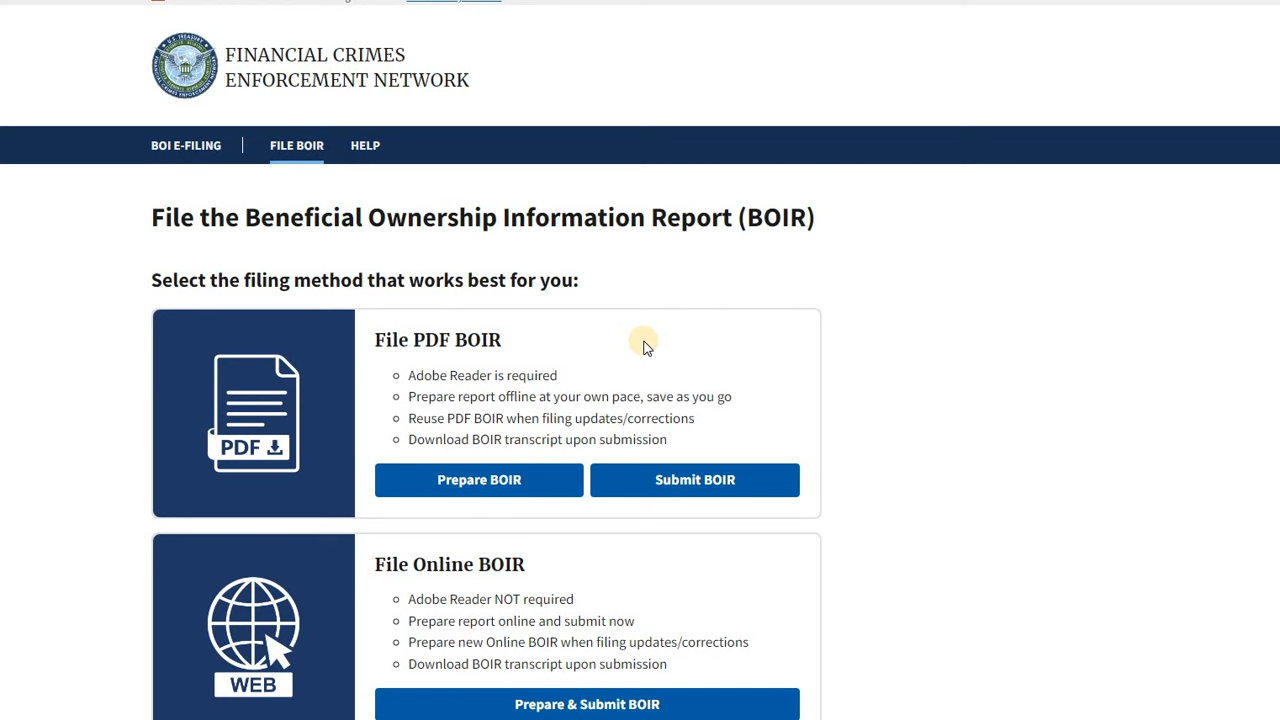 FINANCIAL CRIMES
ENFORCEMENT NETWORK
BOI E-FILING
FILE BOIR
HELP
File the Beneficial Ownership Information Report (BOIR)
Select the filing method that works best for you:
File PDF BOIR
Adobe Reader is required
Prepare report offline at your own pace, save as you go
Reuse PDF BOIR when filing updates/corrections
Download BOIR transcript upon submission
PDF
Prepare BOIR
Submit BOIR
File Online BOIR
Adobe Reader NOT required
Prepare report online and submit now
Prepare new Online BOIR when filing updates/corrections
Download BOIR transcript upon submission
WEB
Prepare & Submit BOIR